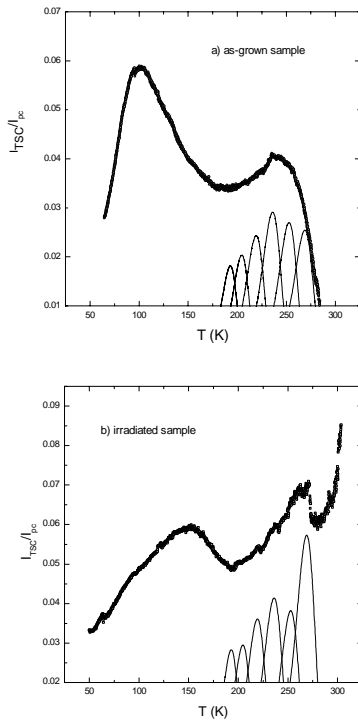 a) as-grown sample
I_TSC/I_pc
0.07
0.06
0.05
0.04
0.03
0.02
0.01
50 100 150 200 250 300
T (K)
b) irradiated sample
I_TSC/I_pc
0.09
0.08
0.07
0.06
0.05
0.04
0.03
0.02
50 100 150 200 250 300
T (K)